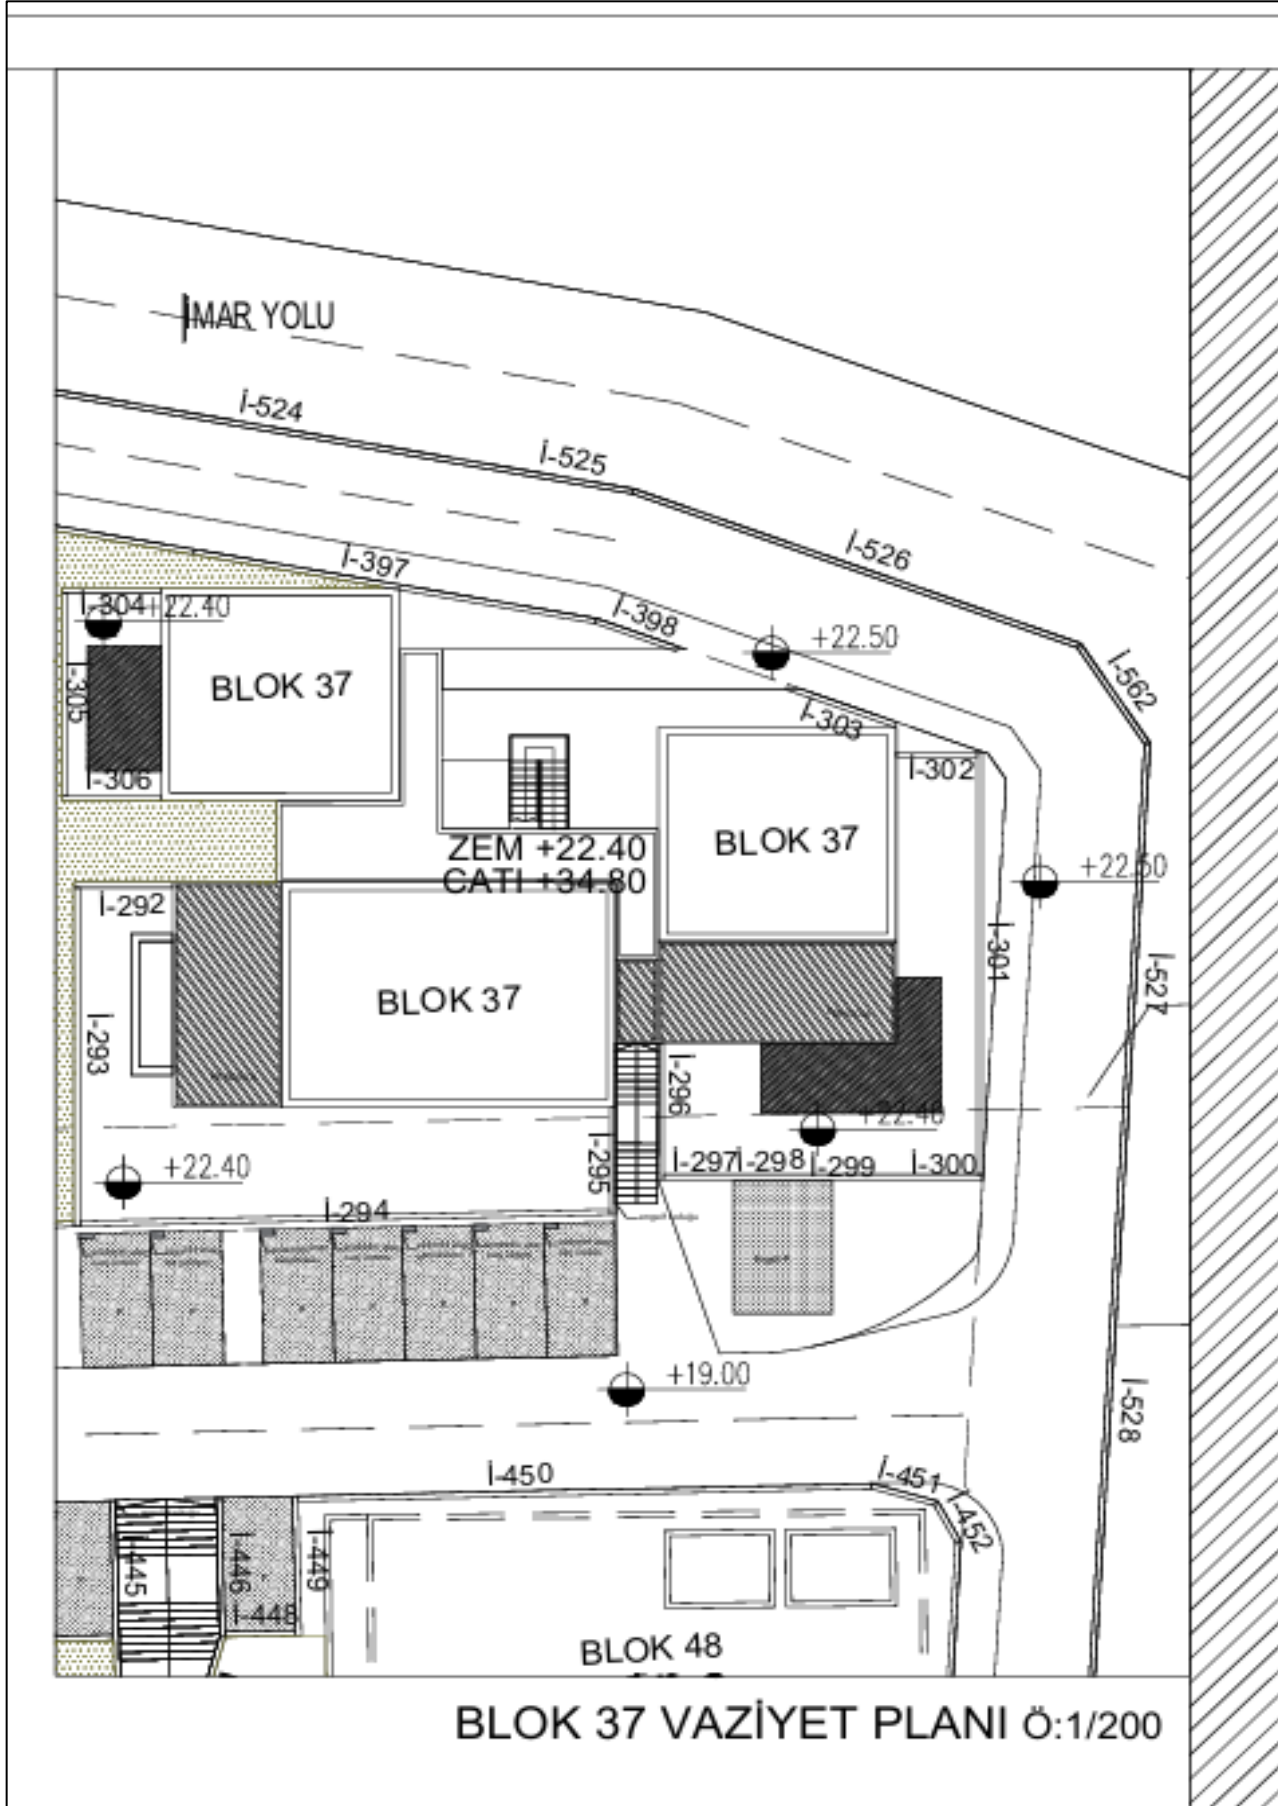 İMAR YOLU
İ-524
İ-525
İ-526
İ-397
İ-398
İ-562
İ-304
+22.40
+22.50
İ-305
BLOK 37
İ-303
İ-306
İ-302
BLOK 37
ZEM +22.40
CATI +34.80
+22.50
İ-292
İ-301
İ-527
BLOK 37
İ-293
İ-296
+22.40
+22.40
İ-295
İ-297
İ-298
İ-299
İ-300
İ-294
+19.00
İ-528
İ-450
İ-451
İ-452
İ-445
İ-446
İ-449
İ-448
BLOK 48
BLOK 37 VAZİYET PLANI Ö:1/200